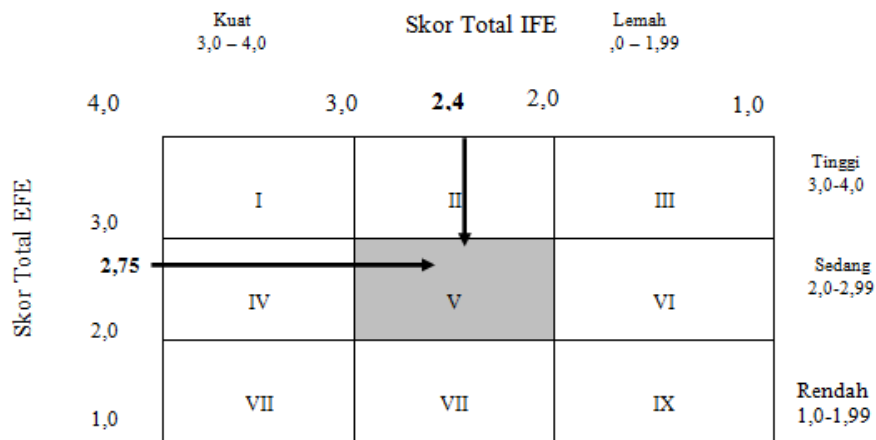 Kuat
3,0 – 4,0
Skor Total IFE
Lemah
,0 – 1,99
4,0
3,0
2,4
2,0
1,0
Tinggi
3,0-4,0
I
II
III
3,0
Skor Total EFE
2,75
Sedang
2,0-2,99
IV
V
VI
2,0
VII
VII
IX
Rendah
1,0-1,99
1,0